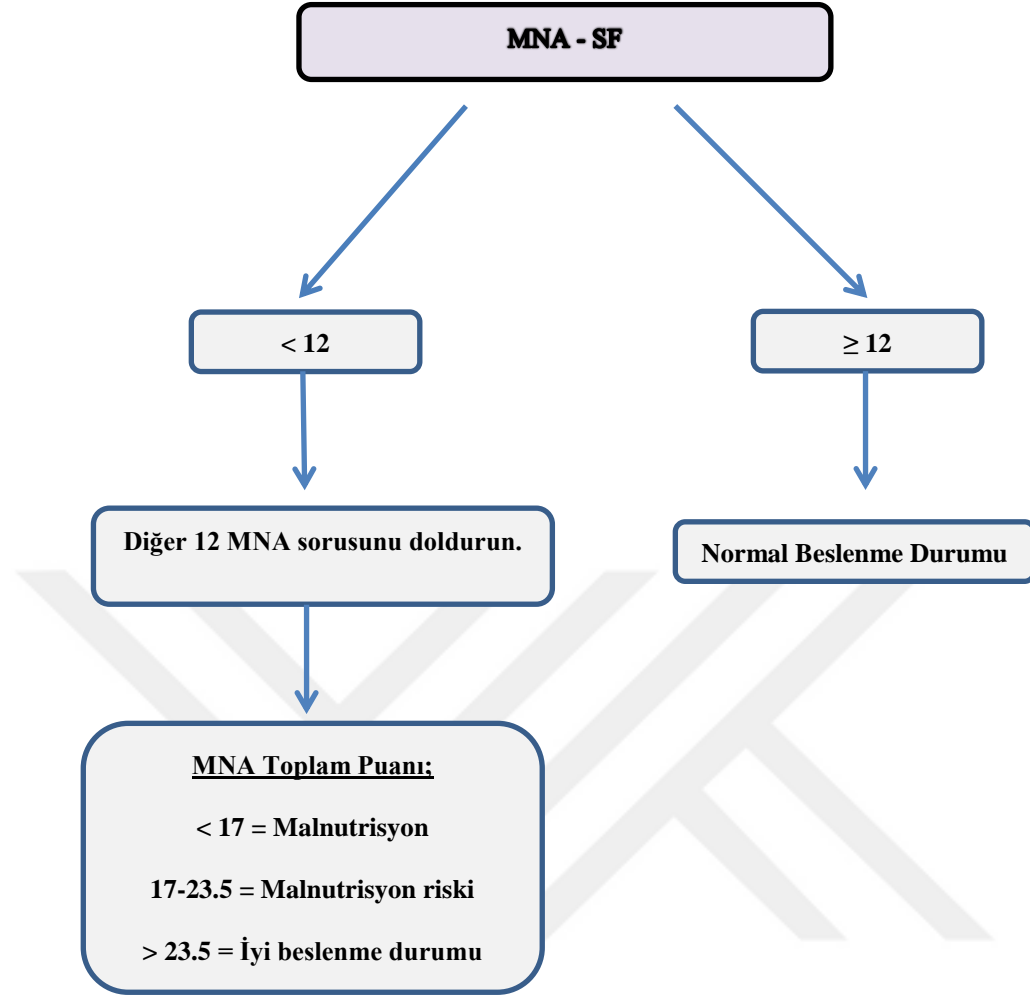 MNA - SF
< 12
≥ 12
Diğer 12 MNA sorusunu doldurun.
Normal Beslenme Durumu
MNA Toplam Puanı;
< 17 = Malnutrisyon
17-23.5 = Malnutrisyon riski
> 23.5 = İyi beslenme durumu